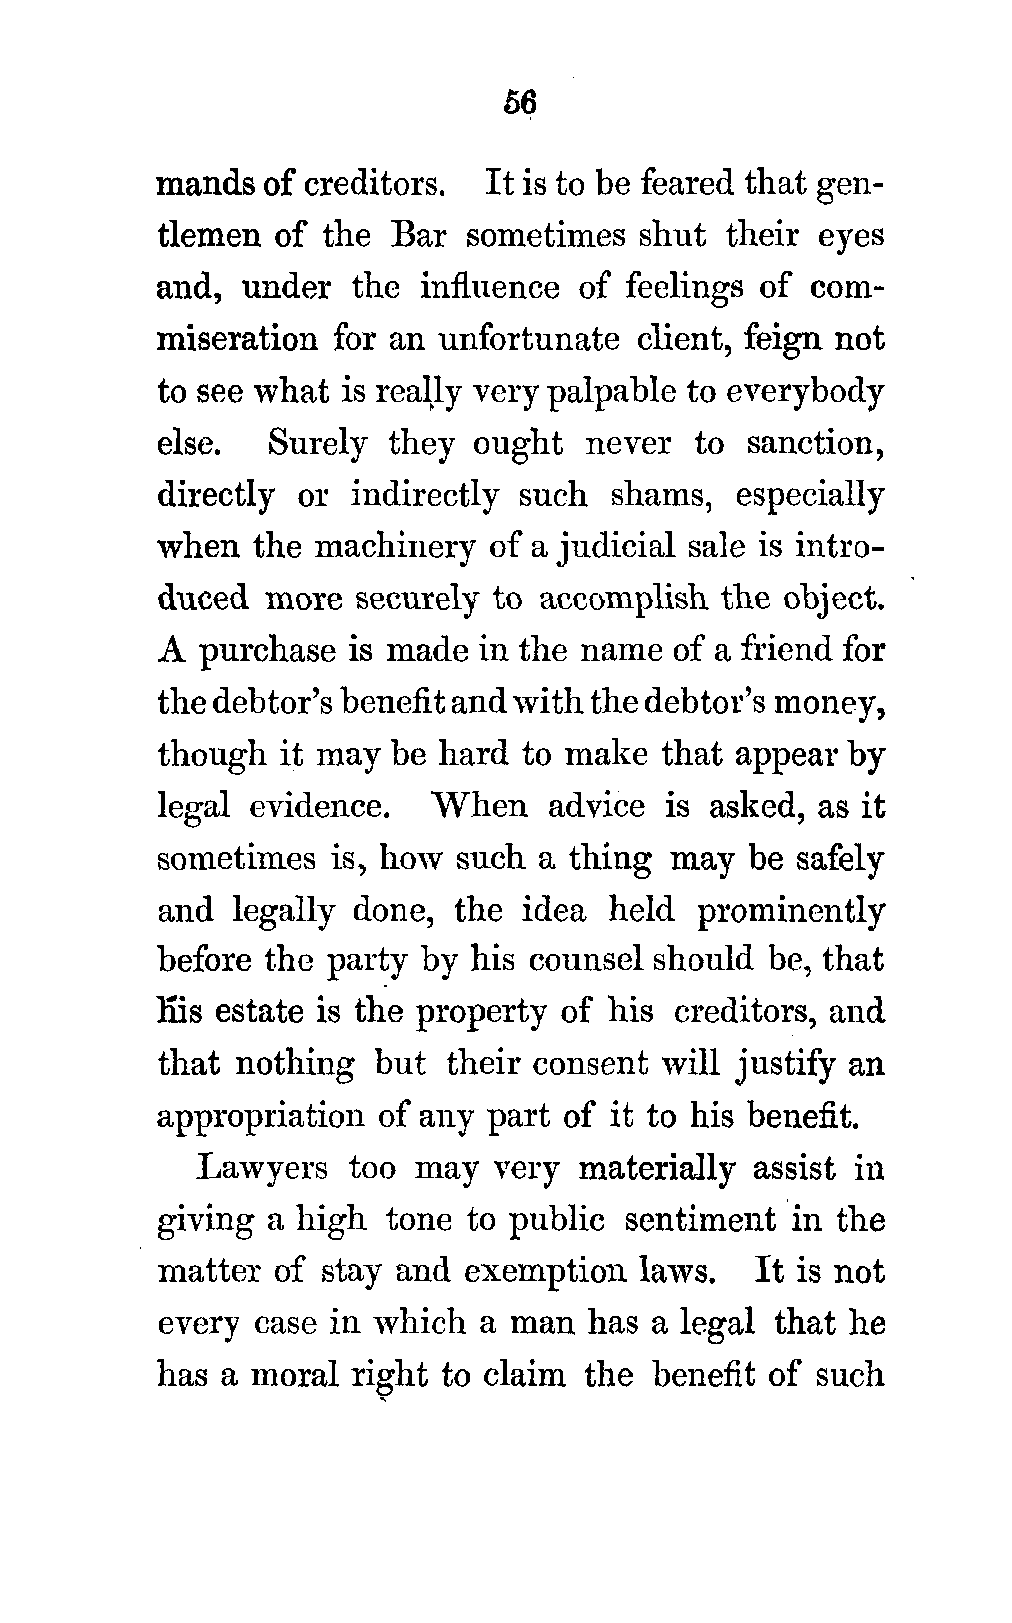 56
mands of creditors. It is to be feared that gen-
tlemen of the Bar sometimes shut their eyes
and, under the influence of feelings of com-
miseration for an unfortunate client, feign not
to see what is really very palpable to everybody
else. Surely they ought never to sanction,
directly or indirectly such shams, especially
when the machinery of a judicial sale is intro-
duced more securely to accomplish the object.
A purchase is made in the name of a friend for
the debtor's benefit and with the debtor's money,
though it may be hard to make that appear by
legal evidence. When advice is asked, as it
sometimes is, how such a thing may be safely
and legally done, the idea held prominently
before the party by his counsel should be, that
his estate is the property of his creditors, and
that nothing but their consent will justify an
appropriation of any part of it to his benefit.
Lawyers too may very materially assist in
giving a high tone to public sentiment in the
matter of stay and exemption laws. It is not
every case in which a man has a legal that he
has a moral right to claim the benefit of such